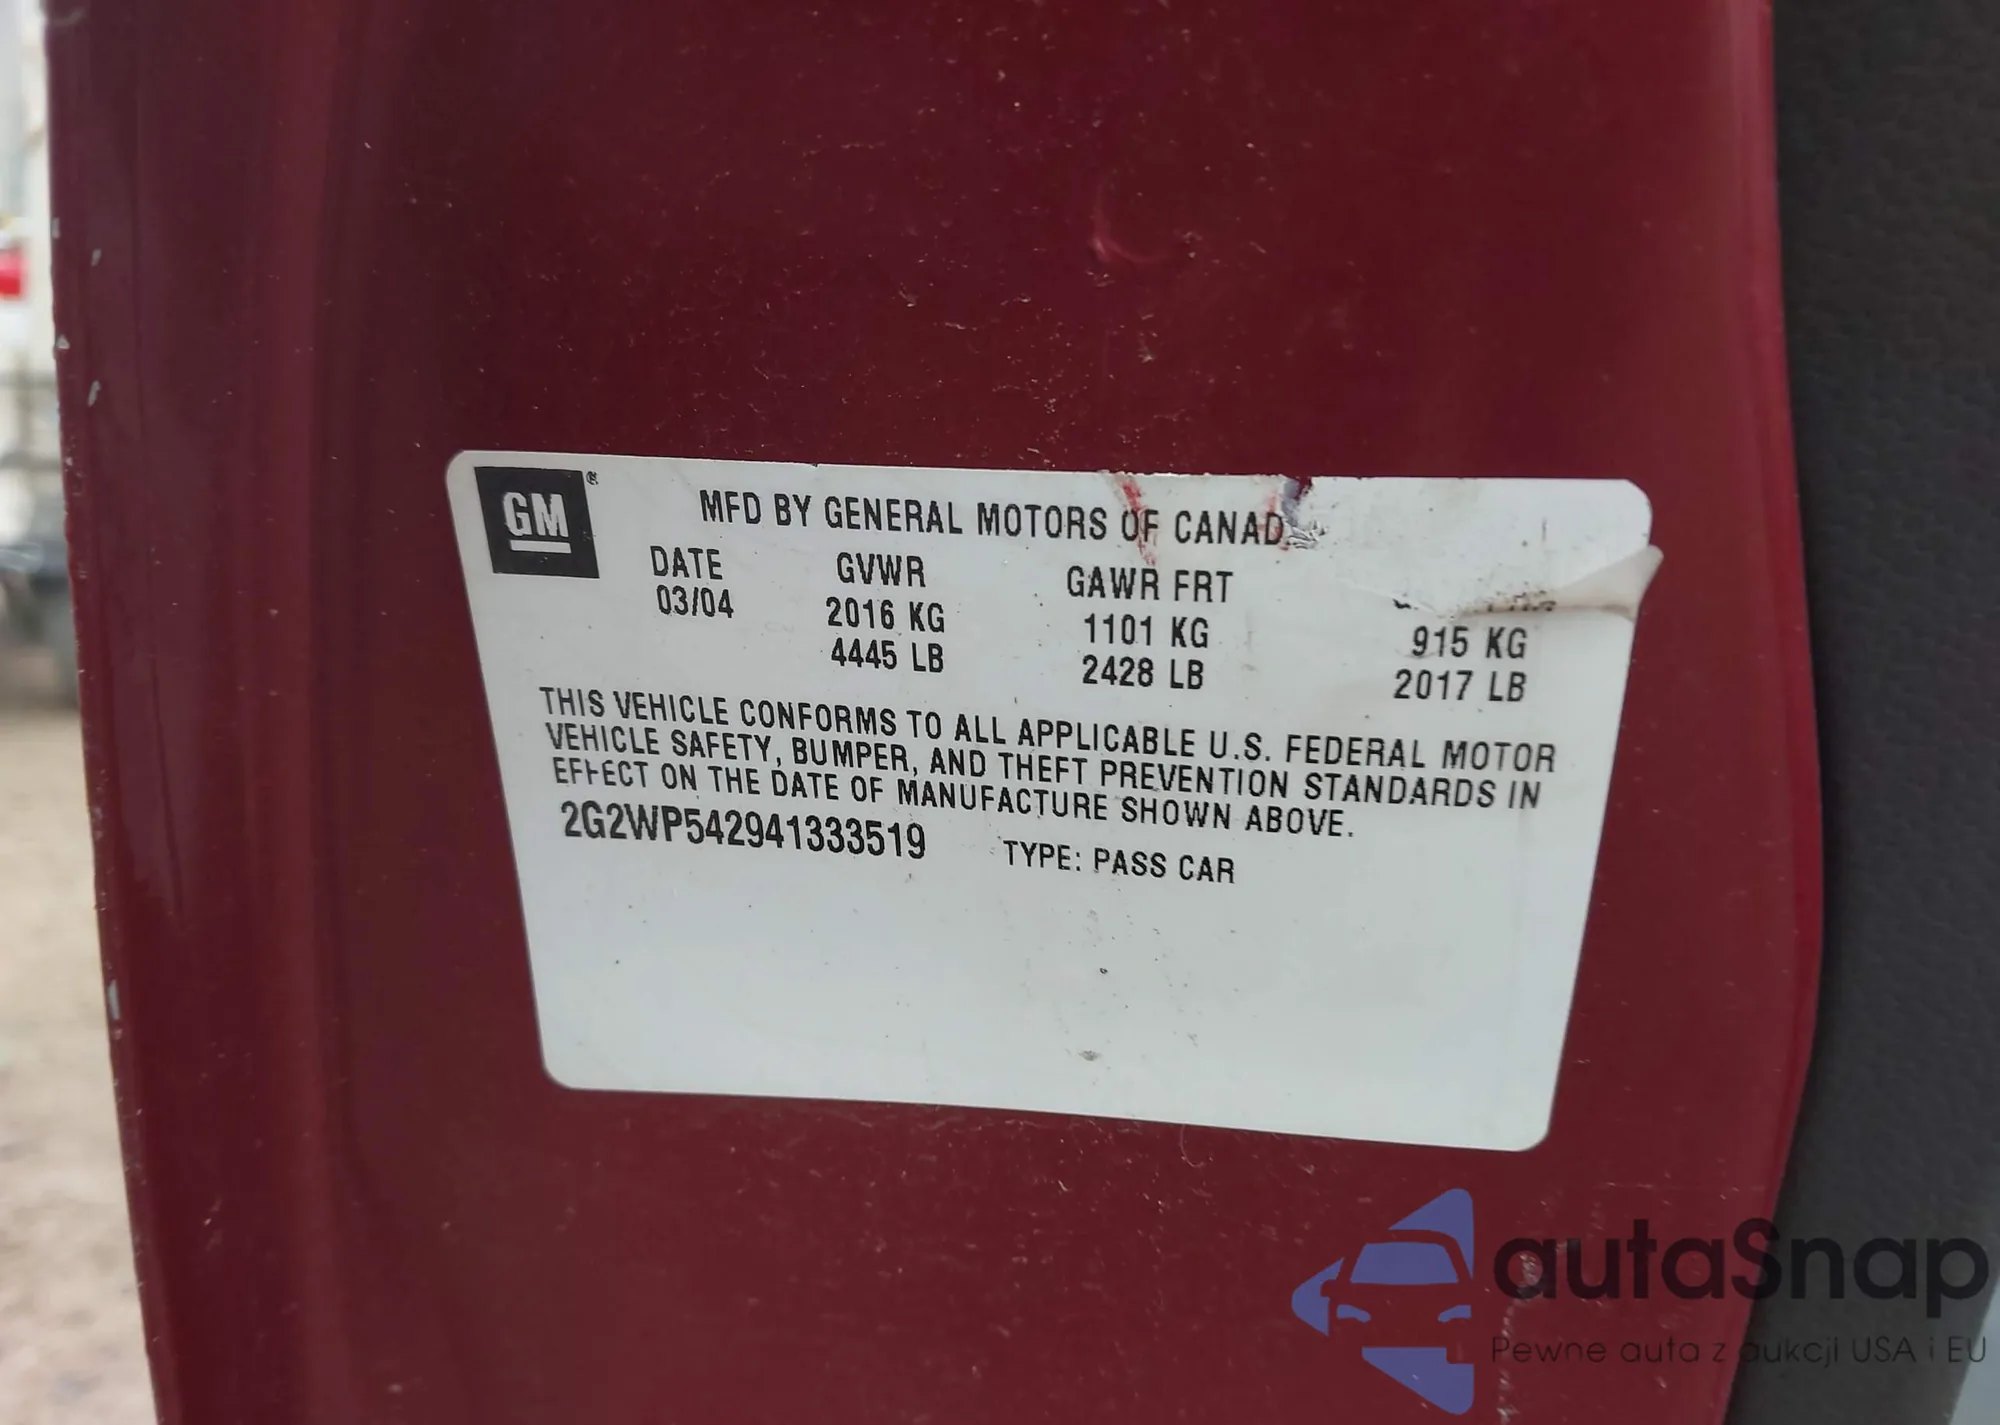 GM
MFD BY GENERAL MOTORS OF CANAD
DATE GVWR GAWR FRT
03/04 2016 KG 1101 KG 915 KG
4445 LB 2428 LB 2017 LB
THIS VEHICLE CONFORMS TO ALL APPLICABLE U.S. FEDERAL MOTOR
VEHICLE SAFETY, BUMPER, AND THEFT PREVENTION STANDARDS IN
EFFECT ON THE DATE OF MANUFACTURE SHOWN ABOVE.
2G2WP542941333519 TYPE: PASS CAR
autaSnap
Pewne auta z aukcji USA i EU